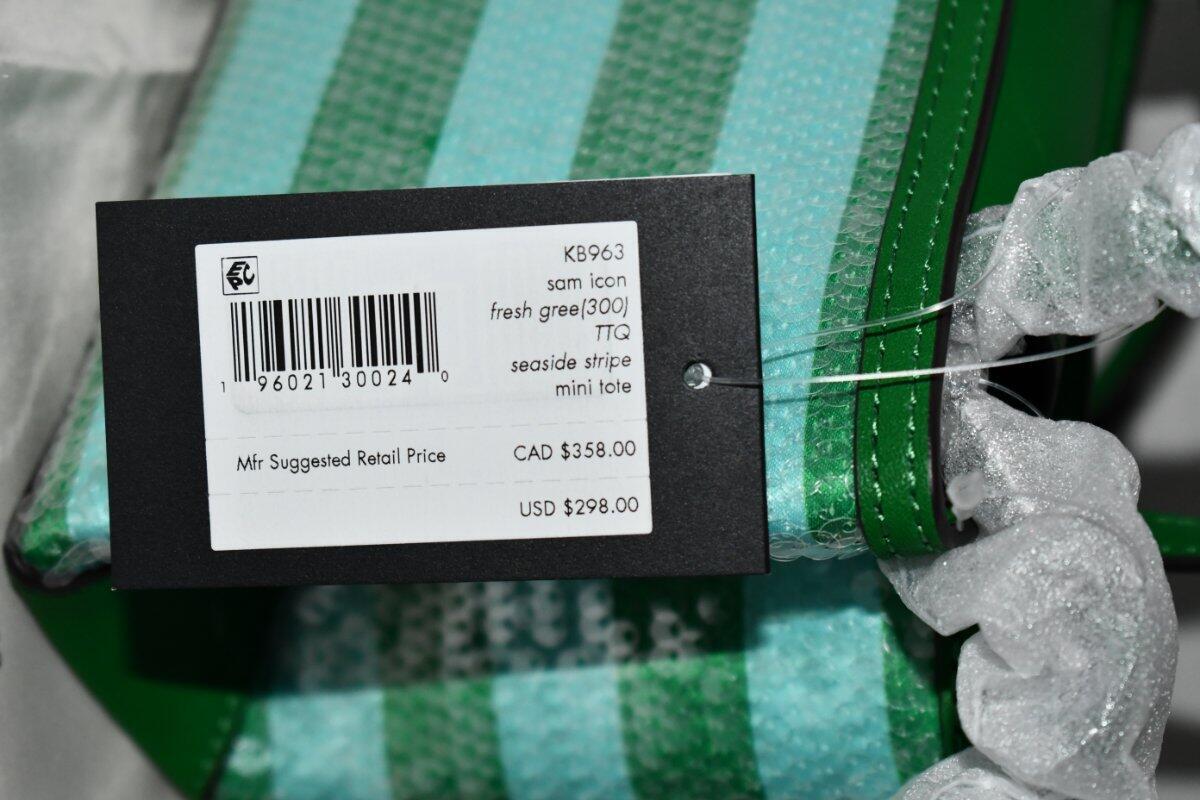 EPC
KB963
sam icon
fresh gree(300)
TTQ
seaside stripe
mini tote
1 96021 30024 0
Mfr Suggested Retail Price CAD $358.00
USD $298.00